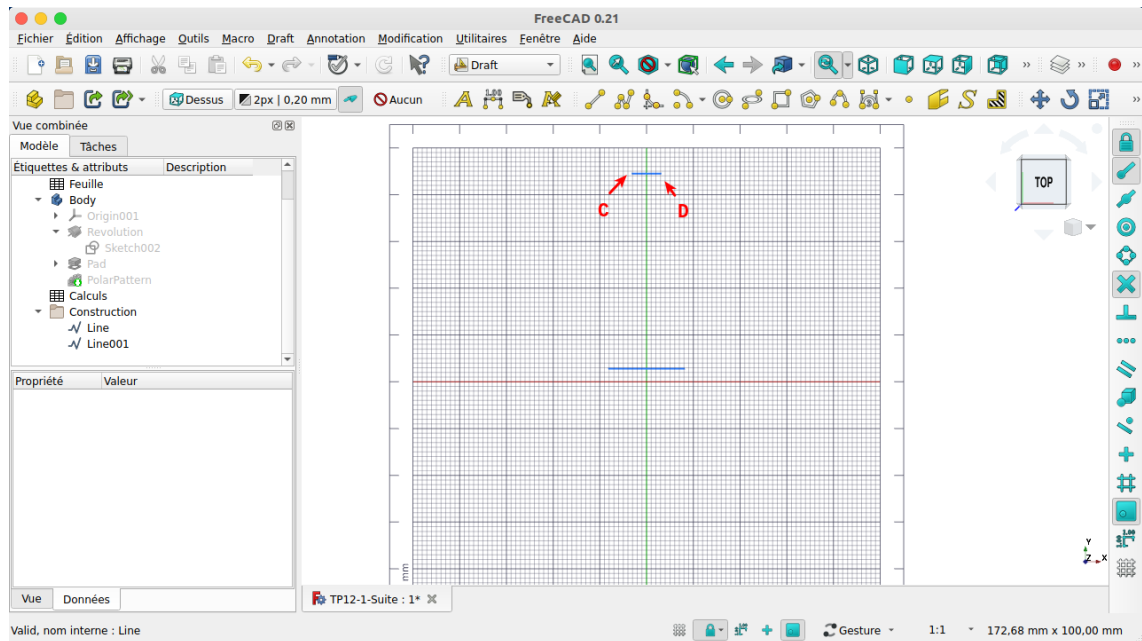 FreeCAD 0.21
Fichier Édition Affichage Outils Macro Draft Annotation Modification Utilitaires Fenêtre Aide
Draft
Dessus 2px | 0,20 mm Aucun
Vue combinée
Modèle Tâches
Étiquettes & attributs Description
Feuille
Body
Origin001
Revolution
Sketch002
Pad
PolarPattern
Calculs
Construction
Line
Line001
Propriété Valeur
C D
TOP
mm
Y
Z X
1.00
Vue Données
TP12-1-Suite : 1*
Valid, nom interne : Line
Gesture 1:1 172,68 mm x 100,00 mm